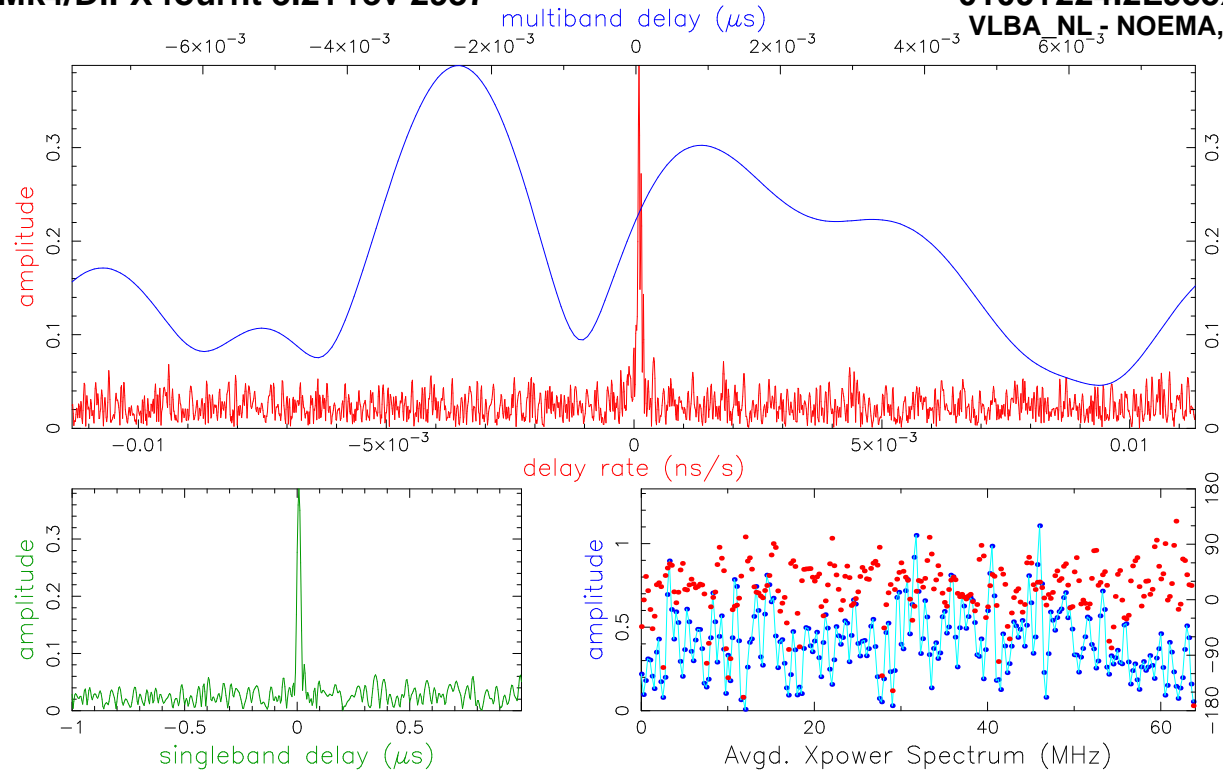 multiband delay (μs)
VLBA_NL - NOEMA,
−6×10⁻³ −4×10⁻³ −2×10⁻³ 0 2×10⁻³ 4×10⁻³ 6×10⁻³
amplitude
0 0.1 0.2 0.3
0 0.1 0.2 0.3
−0.01 −5×10⁻³ 0 5×10⁻³ 0.01
delay rate (ns/s)
amplitude
0 0.1 0.2 0.3
−1 −0.5 0 0.5
singleband delay (μs)
amplitude
0 0.5 1
−180 −90 0 90 180
0 20 40 60
Avgd. Xpower Spectrum (MHz)